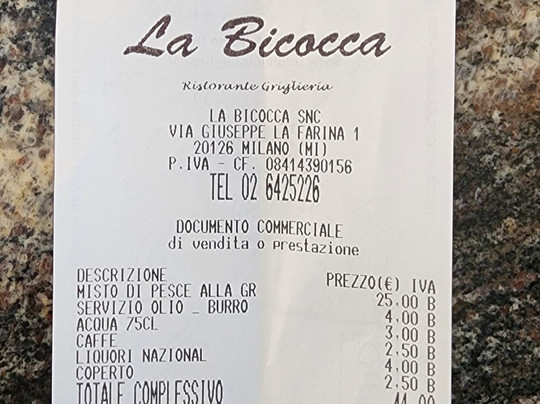 La Bicocca
Ristorante Griglieria
LA BICOCCA SNC
VIA GIUSEPPE LA FARINA 1
20126 MILANO (MI)
P.IVA - CF. 08414390156
TEL 02 6425226
DOCUMENTO COMMERCIALE
di vendita o prestazione
DESCRIZIONE PREZZO(€) IVA
MISTO DI PESCE ALLA GR 25,00 B
SERVIZIO OLIO _ BURRO 4,00 B
ACQUA 75CL 3,00 B
CAFFE 2,50 B
LIQUORI NAZIONAL 4,00 B
COPERTO 2,50 B
TOTALE COMPLESSIVO